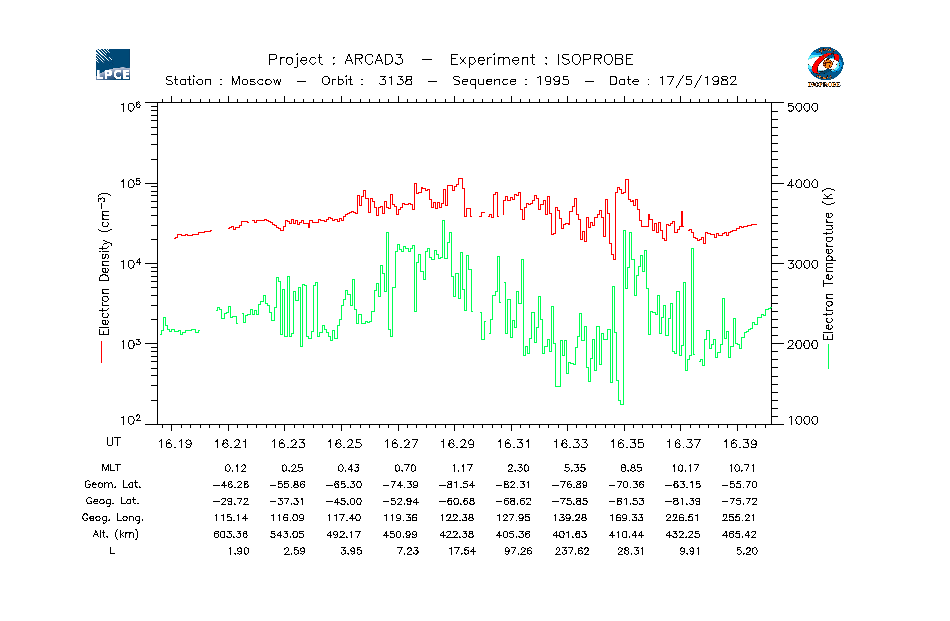 LPCE
Project : ARCAD3 − Experiment : ISOPROBE
Station : Moscow − Orbit : 3138 − Sequence : 1995 − Date : 17/5/1982
ISOPROBE
10⁶ 5000
10⁵ 4000
10⁴ 3000
10³ 2000
10² 1000
Electron Density (cm⁻³)
Electron Temperature (K)
UT 16.19 16.21 16.23 16.25 16.27 16.29 16.31 16.33 16.35 16.37 16.39
MLT 0.12 0.25 0.43 0.70 1.17 2.30 5.35 8.85 10.17 10.71
Geom. Lat. −46.28 −55.86 −65.30 −74.39 −81.54 −82.31 −76.89 −70.36 −63.15 −55.70
Geog. Lat. −29.72 −37.31 −45.00 −52.94 −60.68 −68.62 −75.85 −81.53 −81.39 −75.72
Geog. Long. 115.14 116.09 117.40 119.36 122.38 127.95 139.28 169.33 226.51 255.21
Alt. (km) 603.36 543.05 492.17 450.99 422.38 405.36 401.63 410.44 432.25 465.42
L 1.90 2.59 3.95 7.23 17.54 97.26 237.62 28.31 9.91 5.20